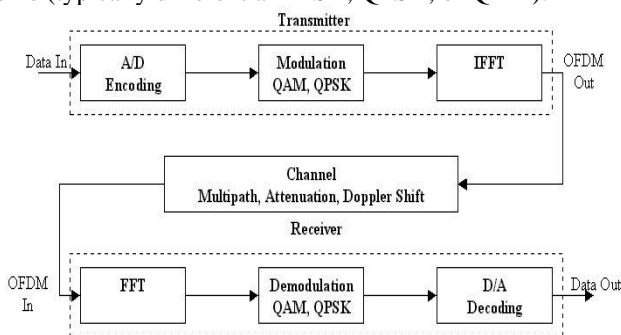 Transmitter
Data In
A/D
Encoding
Modulation
QAM, QPSK
IFFT
OFDM
Out
Channel
Multipath, Attenuation, Doppler Shift
Receiver
OFDM
In
FFT
Demodulation
QAM, QPSK
D/A
Decoding
Data Out